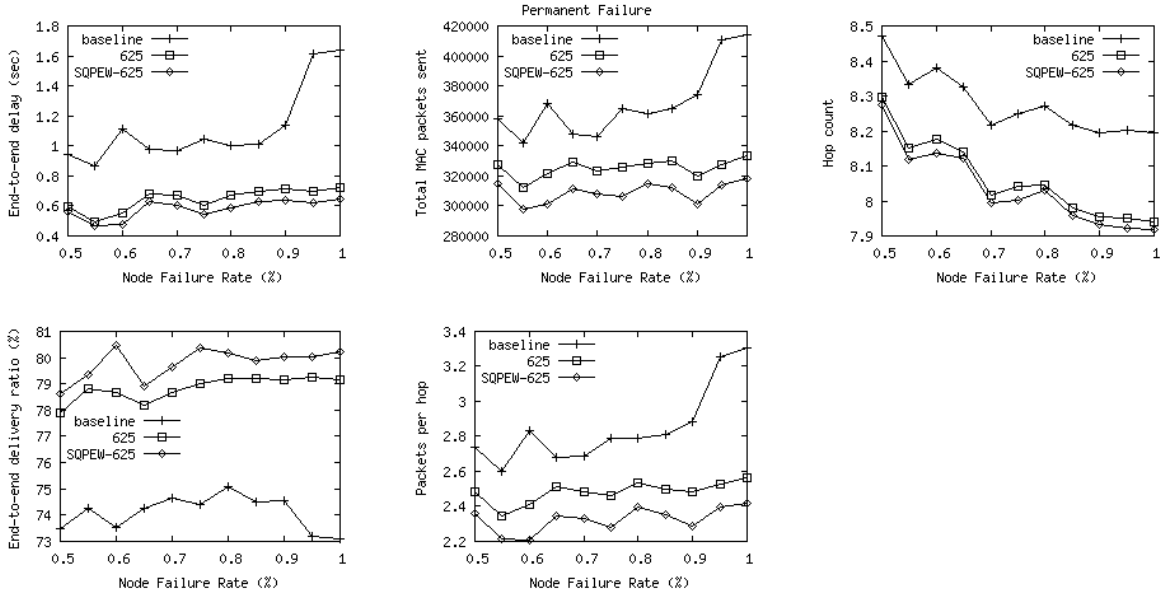 Permanent Failure
End-to-end delay (sec)
1.8
1.6
1.4
1.2
1
0.8
0.6
0.4
baseline
625
SQPEW-625
0.5 0.6 0.7 0.8 0.9 1
Node Failure Rate (%)
Total MAC packets sent
420000
400000
380000
360000
340000
320000
300000
280000
baseline
625
SQPEW-625
0.5 0.6 0.7 0.8 0.9 1
Node Failure Rate (%)
Hop count
8.5
8.4
8.3
8.2
8.1
8
7.9
baseline
625
SQPEW-625
0.5 0.6 0.7 0.8 0.9 1
Node Failure Rate (%)
End-to-end delivery ratio (%)
81
80
79
78
77
76
75
74
73
baseline
625
SQPEW-625
0.5 0.6 0.7 0.8 0.9 1
Node Failure Rate (%)
Packets per hop
3.4
3.2
3
2.8
2.6
2.4
2.2
baseline
625
SQPEW-625
0.5 0.6 0.7 0.8 0.9 1
Node Failure Rate (%)